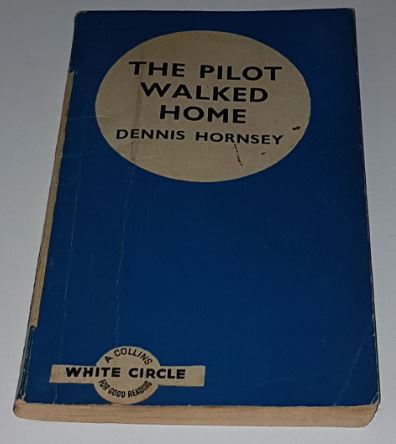 THE PILOT
WALKED
HOME
DENNIS HORNSEY
A COLLINS
WHITE CIRCLE
FOR GOOD READING